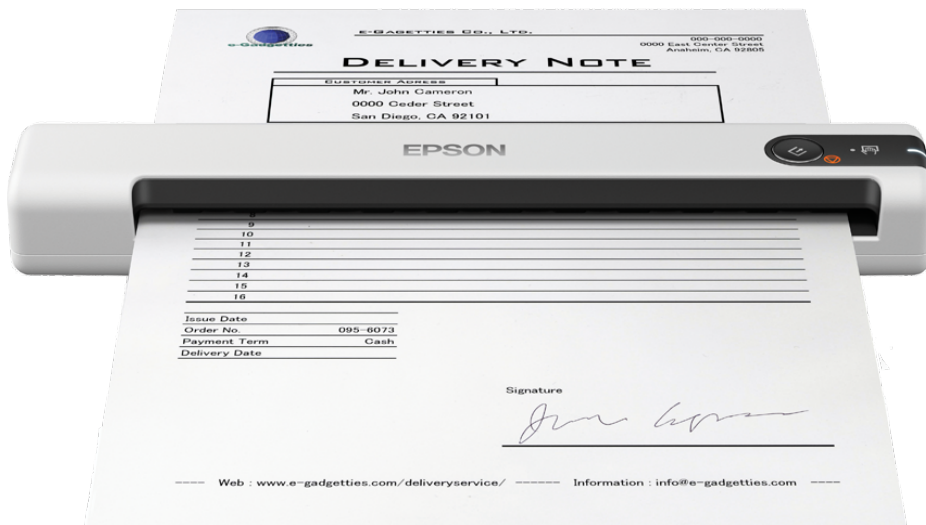 e-Gadgetties
E-GAGETTIES CO., LTD.
000-000-0000
0000 East Center Street
Anaheim, CA 92805
DELIVERY NOTE
CUSTOMER ADRESS
Mr. John Cameron
0000 Ceder Street
San Diego, CA 92101
EPSON
8
9
10
11
12
13
14
15
16
Issue Date
Order No. 095-6073
Payment Term Cash
Delivery Date
Signature
---- Web : www.e-gadgetties.com/deliveryservice/ ------ Information : info@e-gadgetties.com ----